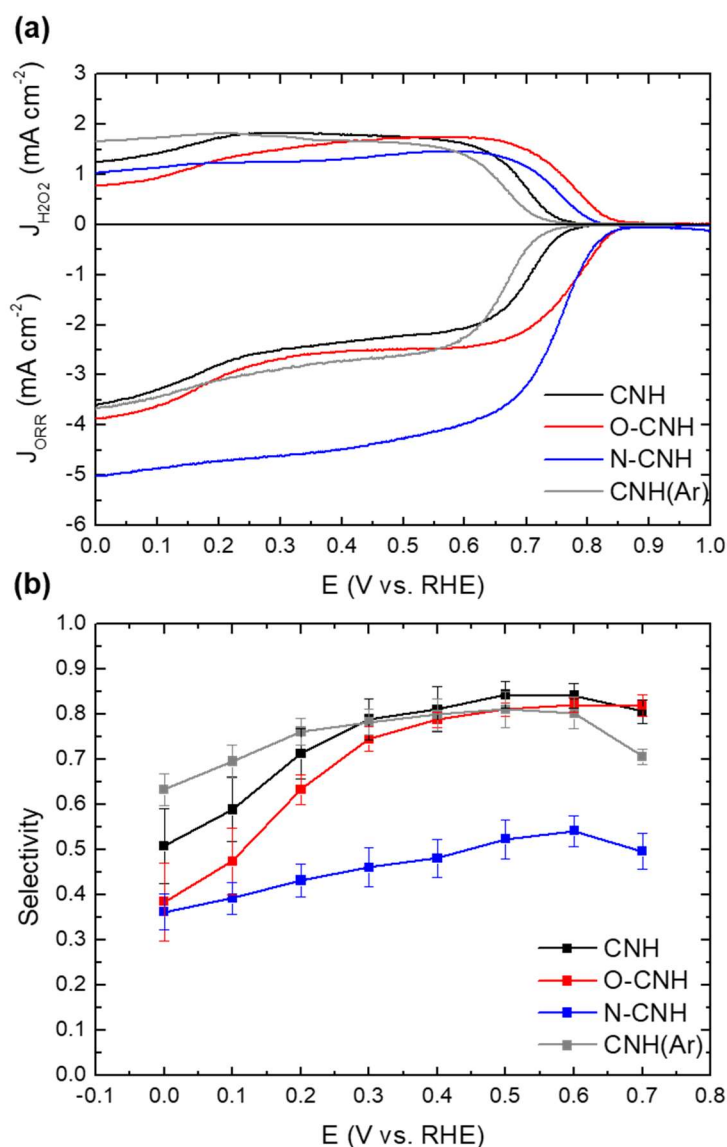 (a)
J_H2O2 (mA cm⁻²)
3
2
1
0
J_ORR (mA cm⁻²)
-1
-2
-3
-4
-5
-6
CNH
O-CNH
N-CNH
CNH(Ar)
0.0 0.1 0.2 0.3 0.4 0.5 0.6 0.7 0.8 0.9 1.0
E (V vs. RHE)
(b)
Selectivity
1.0
0.9
0.8
0.7
0.6
0.5
0.4
0.3
0.2
0.1
0.0
CNH
O-CNH
N-CNH
CNH(Ar)
-0.1 0.0 0.1 0.2 0.3 0.4 0.5 0.6 0.7 0.8
E (V vs. RHE)